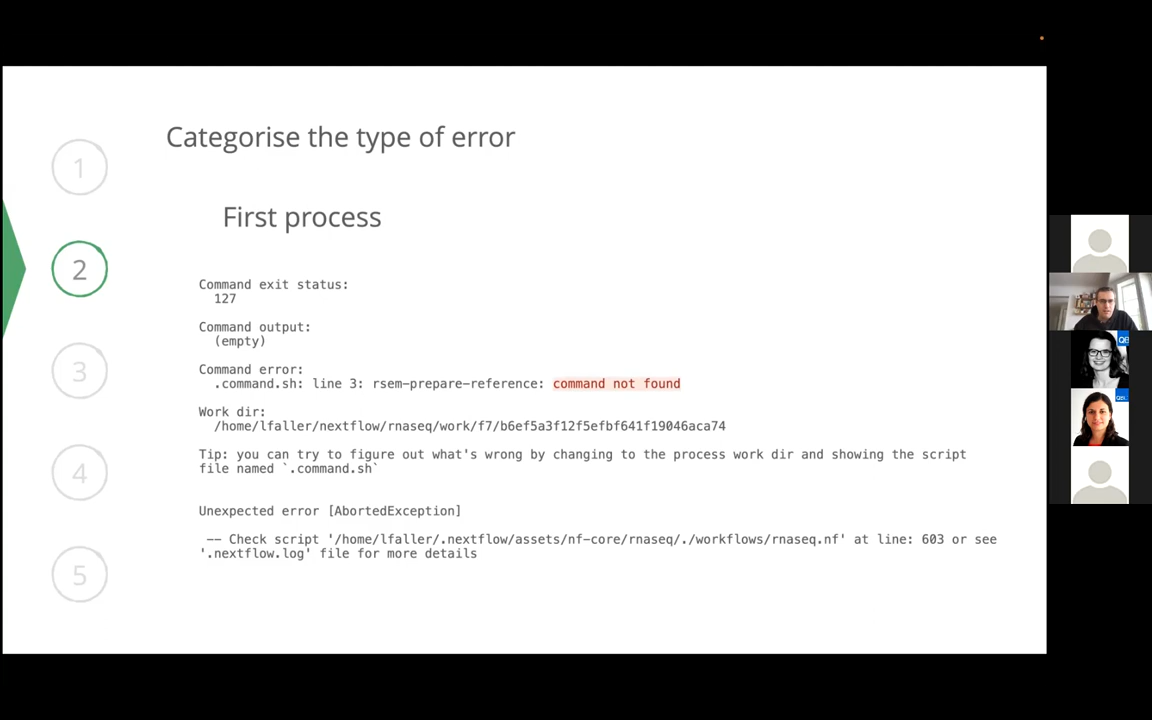 Categorise the type of error
1
First process
2
Command exit status:
127
Command output:
(empty)
Command error:
.command.sh: line 3: rsem-prepare-reference: command not found
3
Work dir:
/home/lfaller/nextflow/rnaseq/work/f7/b6ef5a3f12f5efbf641f19046aca74
Tip: you can try to figure out what's wrong by changing to the process work dir and showing the script
file named `.command.sh`
4
Unexpected error [AbortedException]
-- Check script '/home/lfaller/.nextflow/assets/nf-core/rnaseq/./workflows/rnaseq.nf' at line: 603 or see
'.nextflow.log' file for more details
5